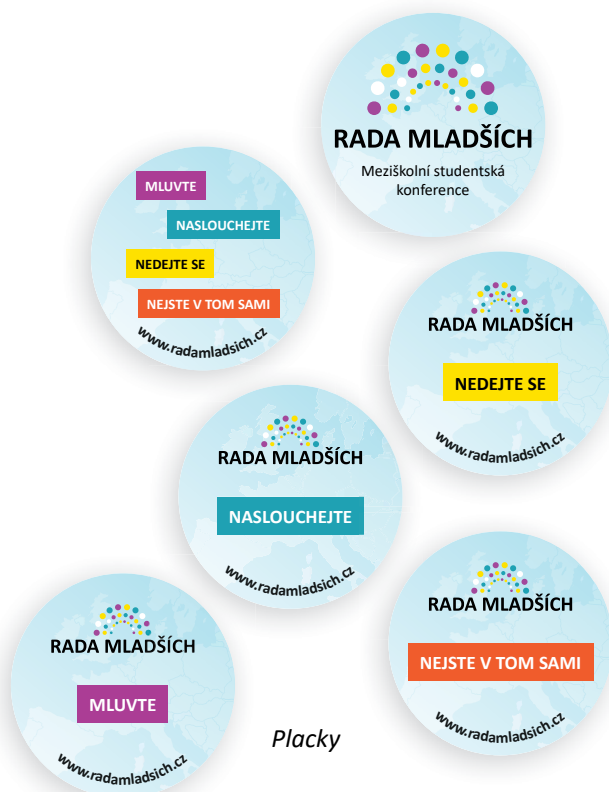 RADA MLADŠÍCH
Meziškolní studentská
konference
MLUVTE
NASLOUCHEJTE
NEDEJTE SE
NEJSTE V TOM SAMI
www.radamladsich.cz
RADA MLADŠÍCH
NEDEJTE SE
www.radamladsich.cz
RADA MLADŠÍCH
NASLOUCHEJTE
www.radamladsich.cz
RADA MLADŠÍCH
NEJSTE V TOM SAMI
www.radamladsich.cz
RADA MLADŠÍCH
MLUVTE
www.radamladsich.cz
Placky